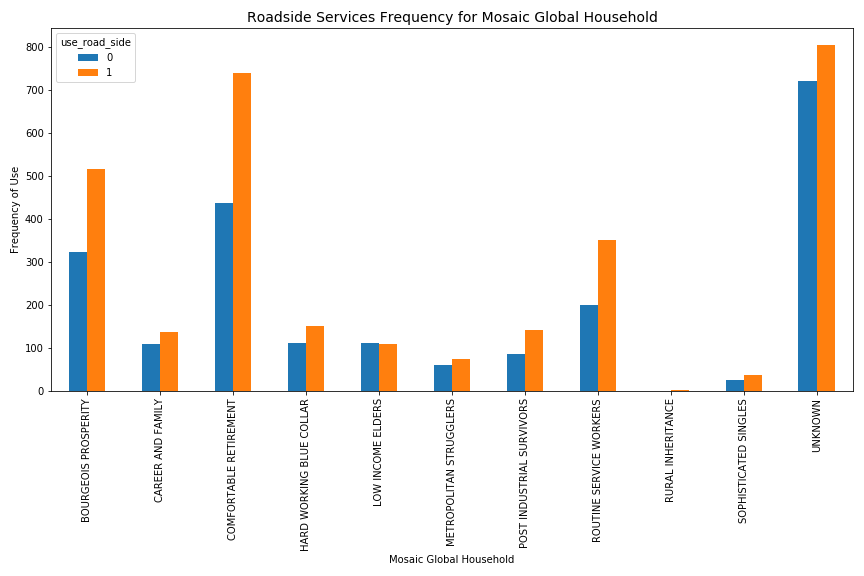 Roadside Services Frequency for Mosaic Global Household
use_road_side
0
1
Frequency of Use
800
700
600
500
400
300
200
100
0
BOURGEOIS PROSPERITY
CAREER AND FAMILY
COMFORTABLE RETIREMENT
HARD WORKING BLUE COLLAR
LOW INCOME ELDERS
METROPOLITAN STRUGGLERS
POST INDUSTRIAL SURVIVORS
ROUTINE SERVICE WORKERS
RURAL INHERITANCE
SOPHISTICATED SINGLES
UNKNOWN
Mosaic Global Household